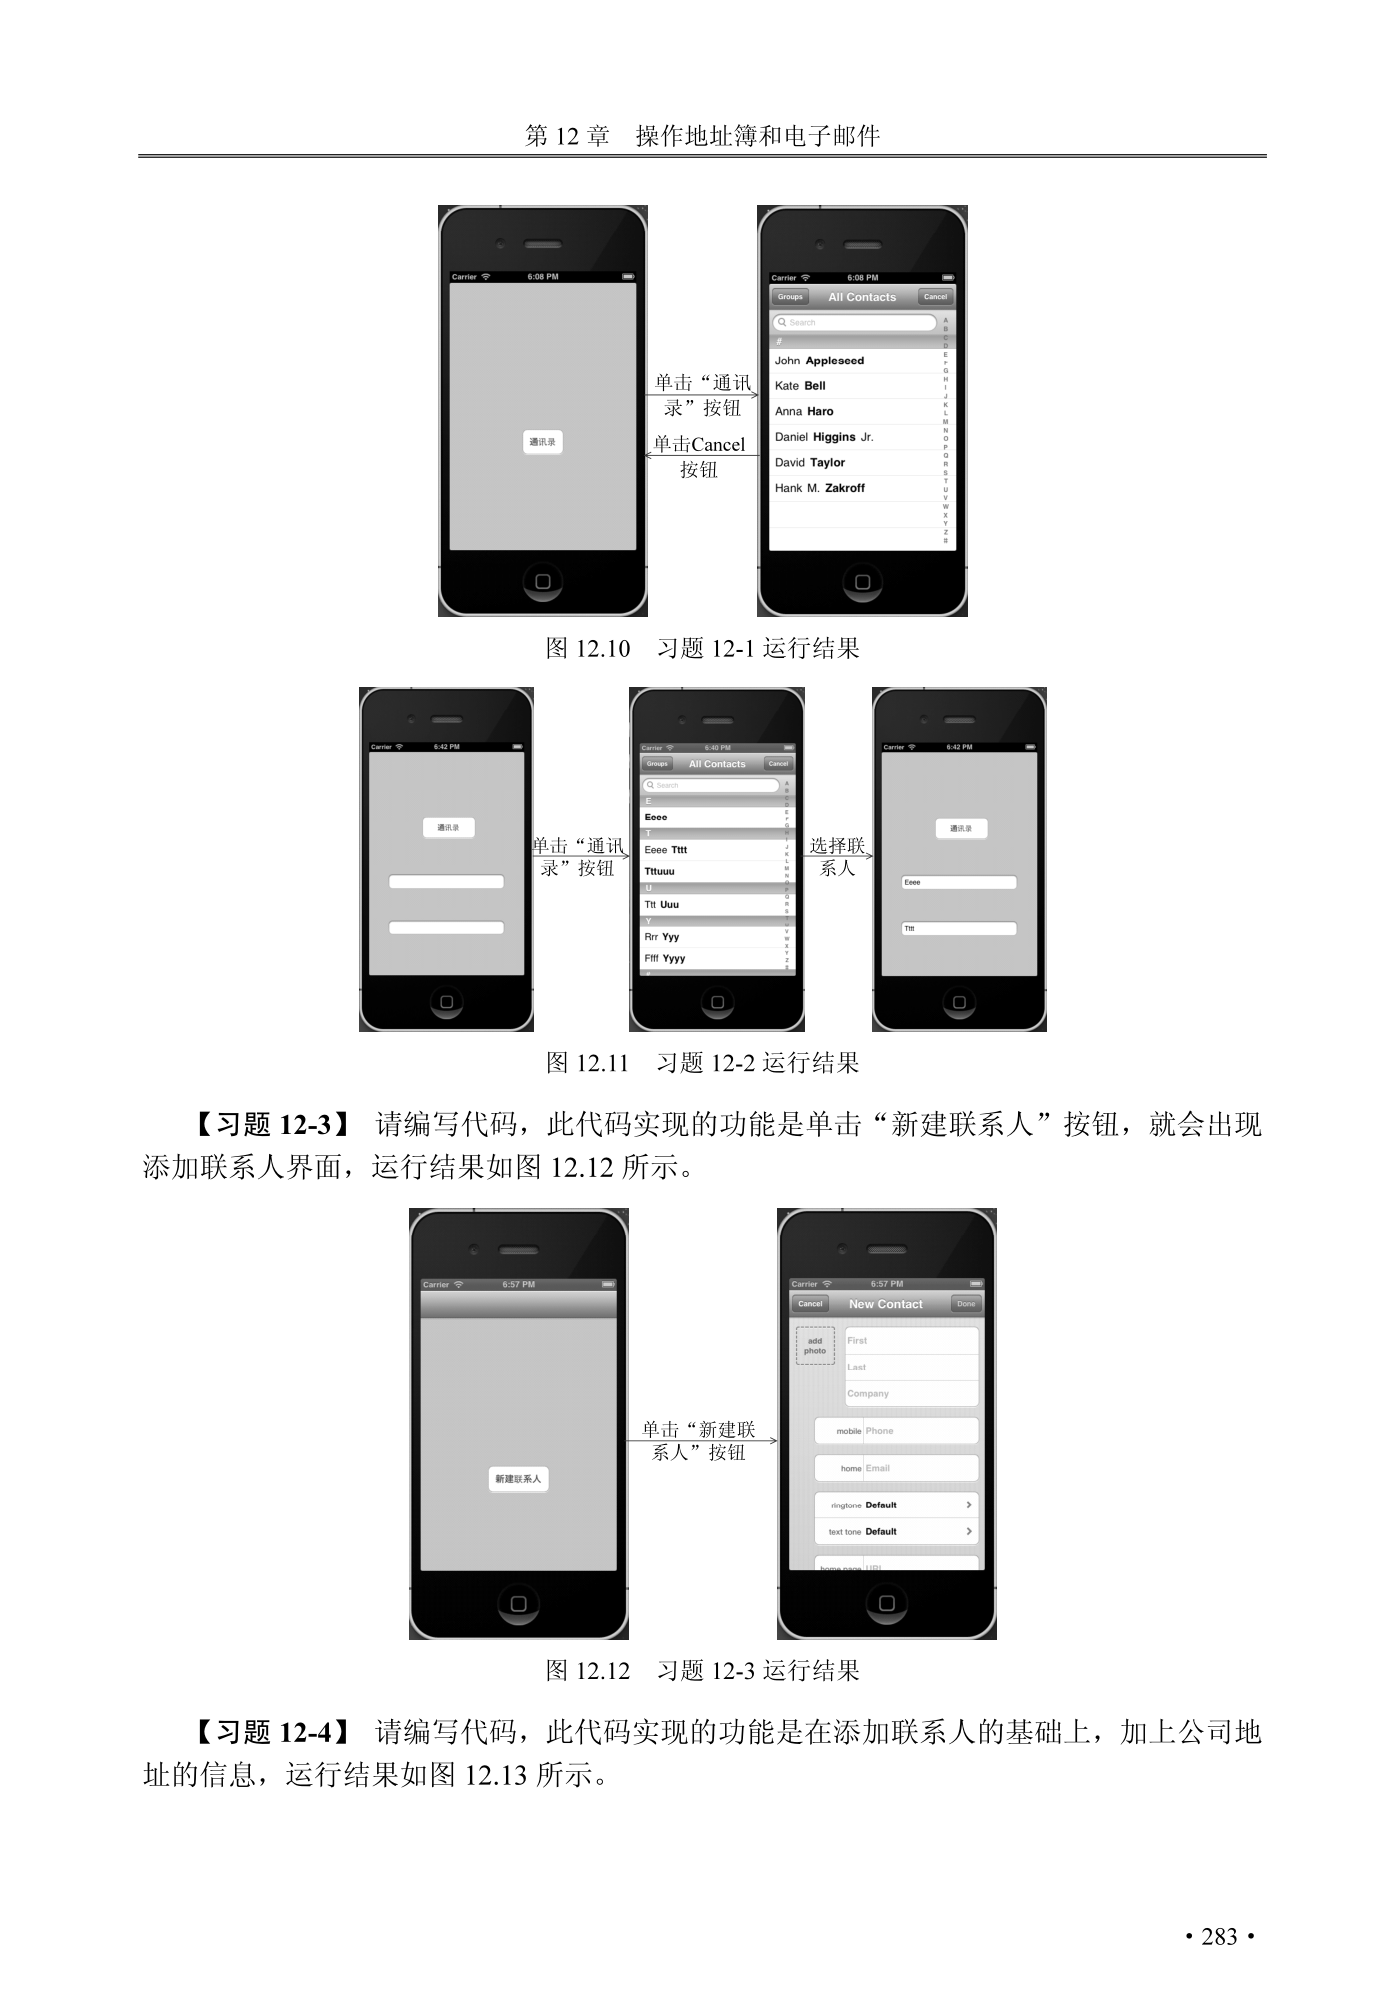 第 12 章　操作地址簿和电子邮件
Carrier 6:08 PM
通讯录
单击“通讯
录”按钮
单击Cancel
按钮
Carrier 6:08 PM
Groups All Contacts Cancel
Search
#
John Appleseed
Kate Bell
Anna Haro
Daniel Higgins Jr.
David Taylor
Hank M. Zakroff
A
B
C
D
E
F
G
H
I
J
K
L
M
N
O
P
Q
R
S
T
U
V
W
X
Y
Z
#
图 12.10　习题 12-1 运行结果
Carrier 6:42 PM
通讯录
单击“通讯
录”按钮
Carrier 6:40 PM
Groups All Contacts Cancel
Search
E
Eeee
T
Eeee Tttt
Tttuuu
U
Ttt Uuu
Y
Rrr Yyy
Ffff Yyyy
#
选择联
系人
Carrier 6:42 PM
通讯录
Eeee
Tttt
图 12.11　习题 12-2 运行结果
【习题 12-3】 请编写代码，此代码实现的功能是单击“新建联系人”按钮，就会出现
添加联系人界面，运行结果如图 12.12 所示。
Carrier 6:57 PM
新建联系人
单击“新建联
系人”按钮
Carrier 6:57 PM
Cancel New Contact Done
add
photo
First
Last
Company
mobile Phone
home Email
ringtone Default
text tone Default
home page URL
图 12.12　习题 12-3 运行结果
【习题 12-4】 请编写代码，此代码实现的功能是在添加联系人的基础上，加上公司地
址的信息，运行结果如图 12.13 所示。
·283·